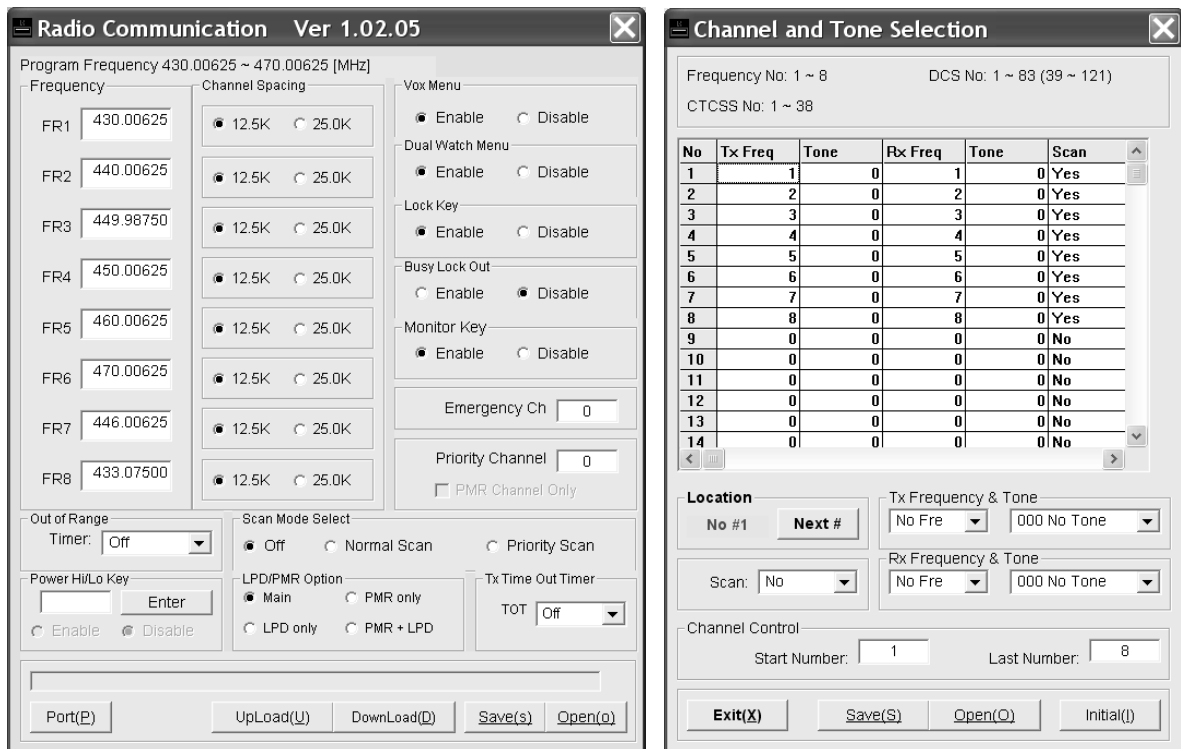 Radio Communication Ver 1.02.05
Program Frequency 430.00625 ~ 470.00625 [MHz]
Frequency
FR1 430.00625
FR2 440.00625
FR3 449.98750
FR4 450.00625
FR5 460.00625
FR6 470.00625
FR7 446.00625
FR8 433.07500
Channel Spacing
12.5K 25.0K
12.5K 25.0K
12.5K 25.0K
12.5K 25.0K
12.5K 25.0K
12.5K 25.0K
12.5K 25.0K
12.5K 25.0K
Vox Menu
Enable Disable
Dual Watch Menu
Enable Disable
Lock Key
Enable Disable
Busy Lock Out
Enable Disable
Monitor Key
Enable Disable
Emergency Ch 0
Priority Channel 0
PMR Channel Only
Out of Range
Timer: Off
Scan Mode Select
Off Normal Scan Priority Scan
Power Hi/Lo Key
Enter
Enable Disable
LPD/PMR Option
Main PMR only
LPD only PMR + LPD
Tx Time Out Timer
TOT Off
Port(P) UpLoad(U) DownLoad(D) Save(s) Open(o)
Channel and Tone Selection
Frequency No: 1 ~ 8 DCS No: 1 ~ 83 (39 ~ 121)
CTCSS No: 1 ~ 38
No Tx Freq Tone Rx Freq Tone Scan
1 1 0 1 0 Yes
2 2 0 2 0 Yes
3 3 0 3 0 Yes
4 4 0 4 0 Yes
5 5 0 5 0 Yes
6 6 0 6 0 Yes
7 7 0 7 0 Yes
8 8 0 8 0 Yes
9 0 0 0 0 No
10 0 0 0 0 No
11 0 0 0 0 No
12 0 0 0 0 No
13 0 0 0 0 No
14 0 0 0 0 No
Location
No #1 Next #
Tx Frequency & Tone
No Fre 000 No Tone
Scan: No
Rx Frequency & Tone
No Fre 000 No Tone
Channel Control
Start Number: 1 Last Number: 8
Exit(X) Save(S) Open(O) Initial(I)